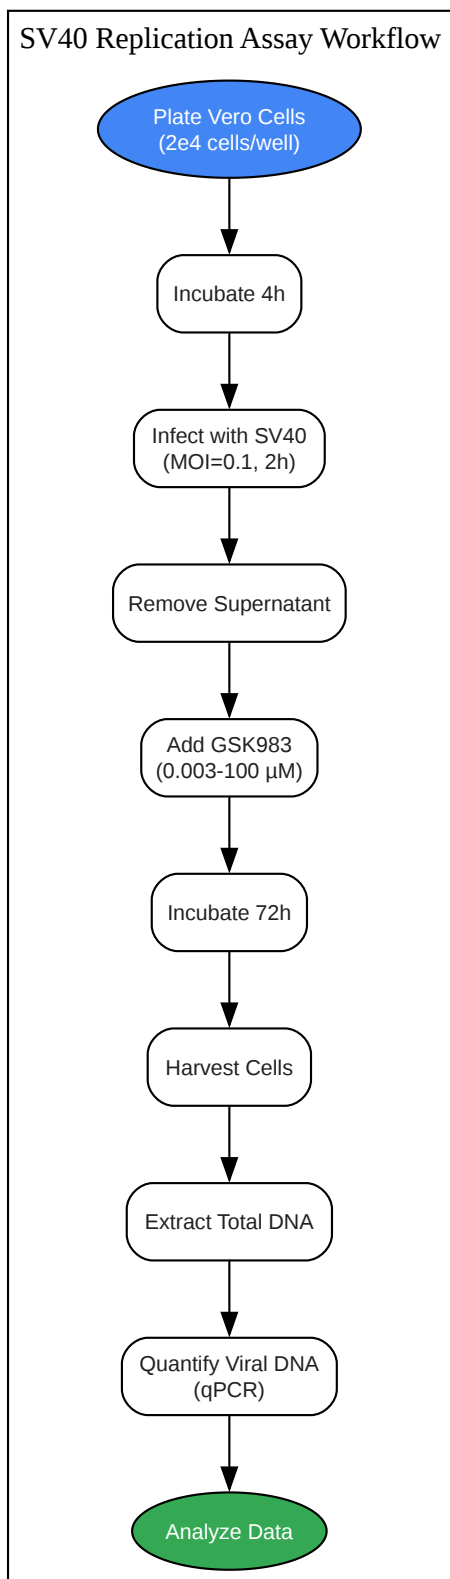 SV40 Replication Assay Workflow
Plate Vero Cells
(2e4 cells/well)
Incubate 4h
Infect with SV40
(MOI=0.1, 2h)
Remove Supernatant
Add GSK983
(0.003-100 µM)
Incubate 72h
Harvest Cells
Extract Total DNA
Quantify Viral DNA
(qPCR)
Analyze Data